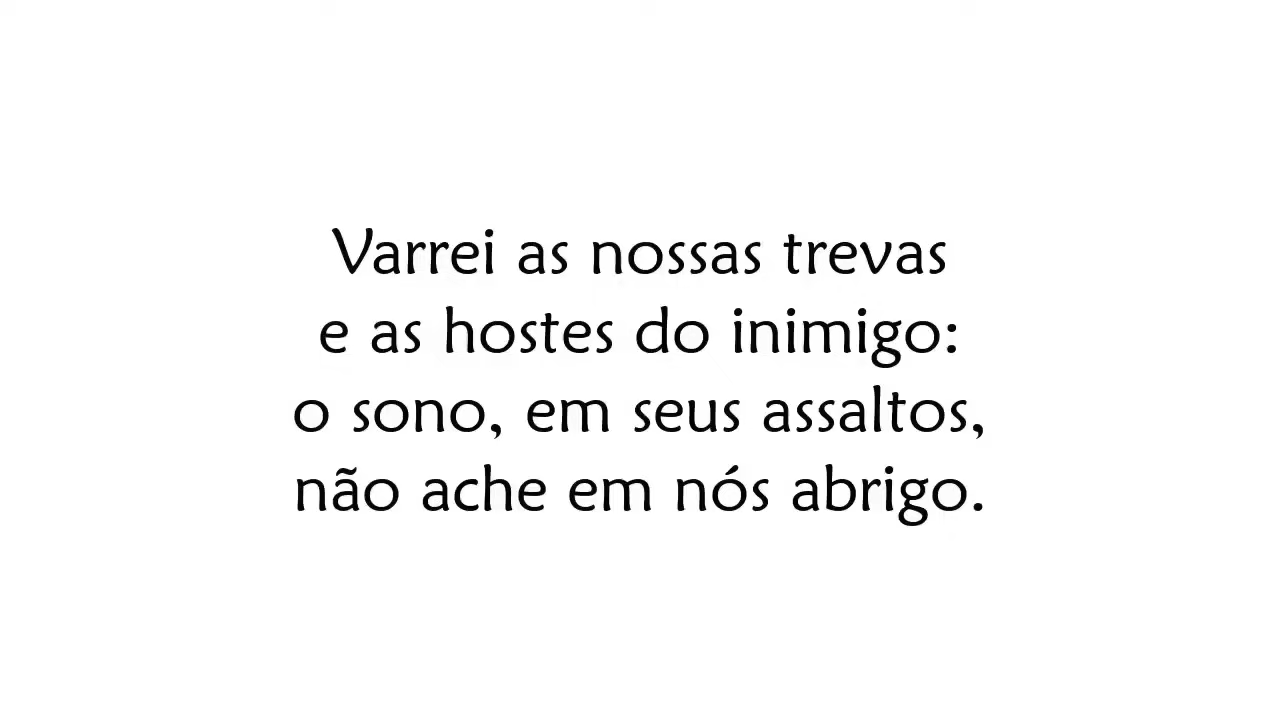 Varrei as nossas trevas
e as hostes do inimigo:
o sono, em seus assaltos,
não ache em nós abrigo.